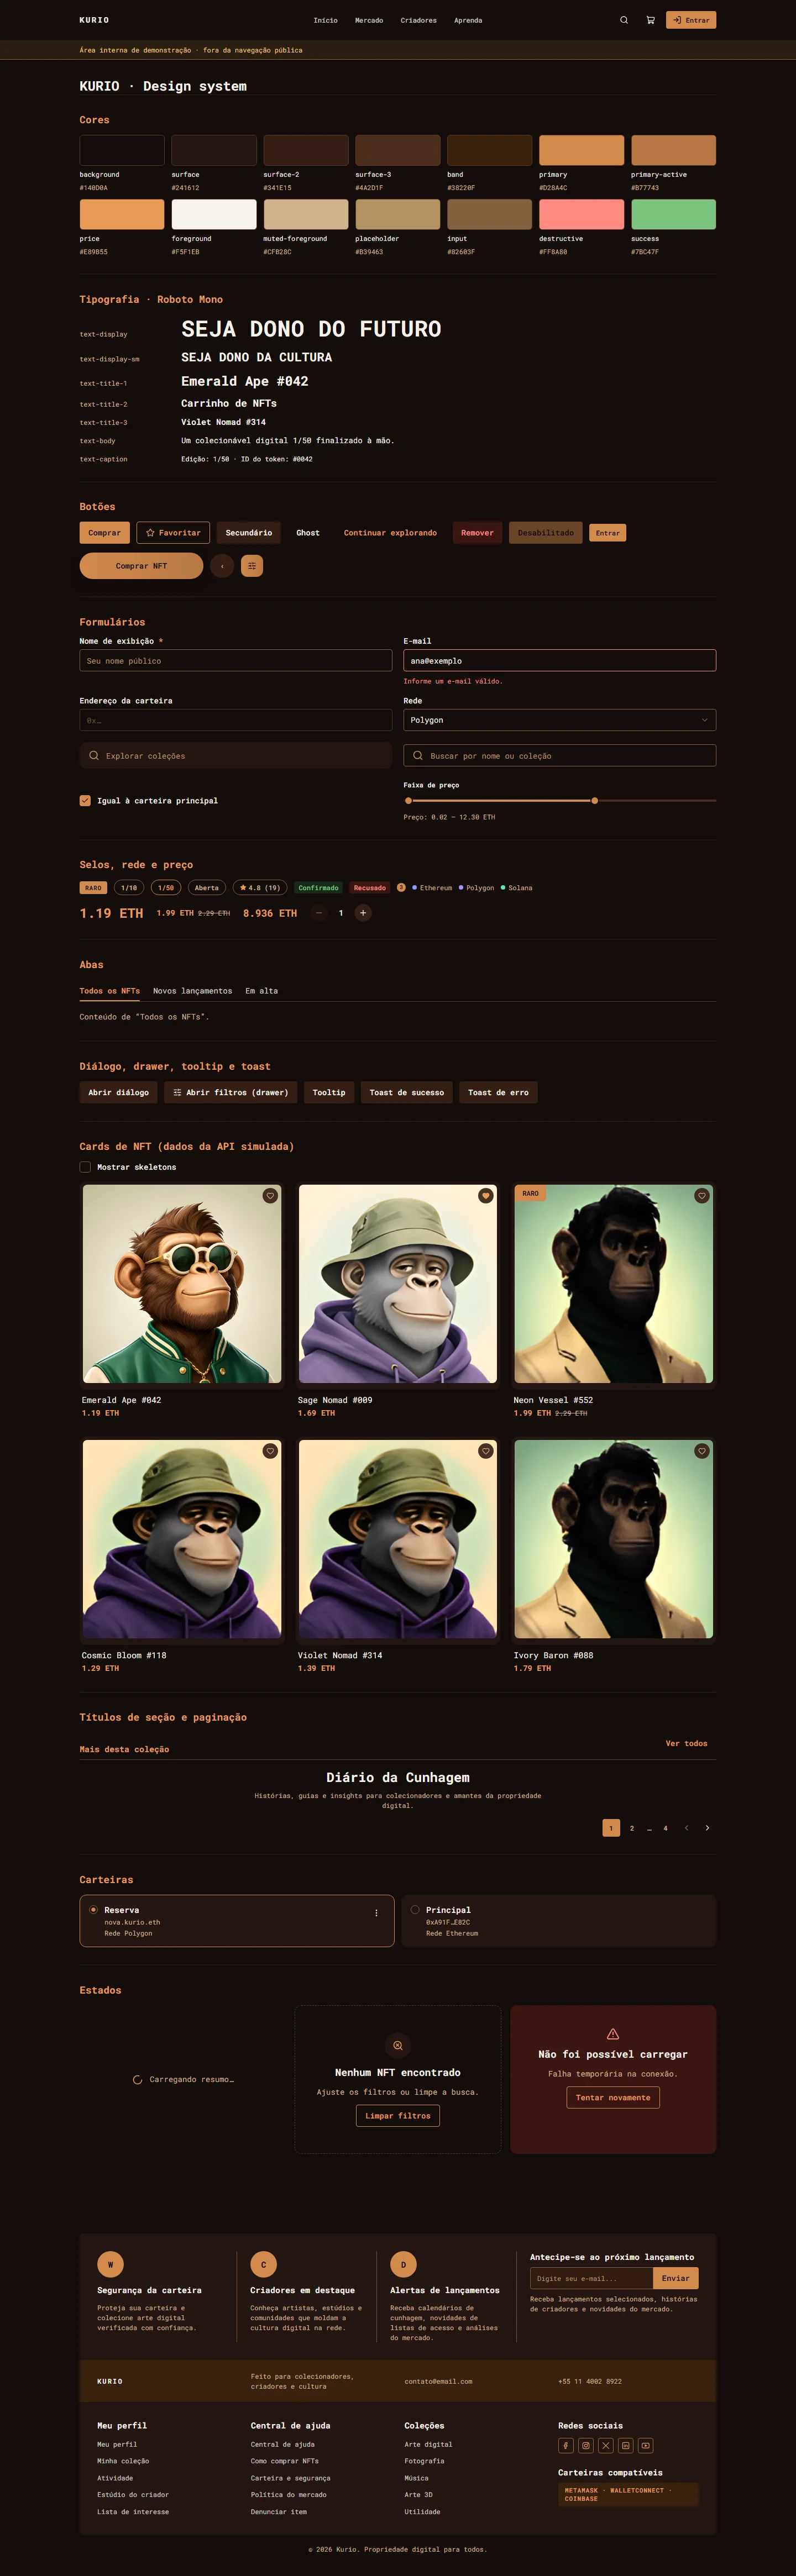 KURIO
Início Mercado Criadores Aprenda
Entrar
Área interna de demonstração · fora da navegação pública
KURIO · Design system
Cores
background surface surface-2 surface-3 band primary primary-active
#140D0A #241612 #341E15 #4A2D1F #38220F #D28A4C #B77743
price foreground muted-foreground placeholder input destructive success
#E89B55 #F5F1EB #CFB28C #B39463 #82603F #FF8A80 #7BC47F
Tipografia · Roboto Mono
text-display SEJA DONO DO FUTURO
text-display-sm SEJA DONO DA CULTURA
text-title-1 Emerald Ape #042
text-title-2 Carrinho de NFTs
text-title-3 Violet Nomad #314
text-body Um colecionável digital 1/50 finalizado à mão.
text-caption Edição: 1/50 · ID do token: #0042
Botões
Comprar Favoritar Secundário Ghost Continuar explorando Remover Desabilitado Entrar
Comprar NFT ‹
Formulários
Nome de exibição * E-mail
Seu nome público ana@exemplo
Informe um e-mail válido.
Endereço da carteira Rede
0x… Polygon
Explorar coleções Buscar por nome ou coleção
Faixa de preço
Igual à carteira principal
Preço: 0.02 — 12.30 ETH
Selos, rede e preço
RARO 1/10 1/50 Aberta 4.8 (19) Confirmado Recusado 3 Ethereum Polygon Solana
1.19 ETH 1.99 ETH 2.29 ETH 8.936 ETH − 1 +
Abas
Todos os NFTs Novos lançamentos Em alta
Conteúdo de "Todos os NFTs".
Diálogo, drawer, tooltip e toast
Abrir diálogo Abrir filtros (drawer) Tooltip Toast de sucesso Toast de erro
Cards de NFT (dados da API simulada)
Mostrar skeletons
RARO
Emerald Ape #042 Sage Nomad #009 Neon Vessel #552
1.19 ETH 1.69 ETH 1.99 ETH 2.29 ETH
Cosmic Bloom #118 Violet Nomad #314 Ivory Baron #088
1.29 ETH 1.39 ETH 1.79 ETH
Títulos de seção e paginação
Mais desta coleção Ver todos
Diário da Cunhagem
Histórias, guias e insights para colecionadores e amantes da propriedade
digital.
1 2 … 4
Carteiras
Reserva Principal
nova.kurio.eth 0xA91F…E82C
Rede Polygon Rede Ethereum
Estados
Carregando resumo…
Nenhum NFT encontrado
Ajuste os filtros ou limpe a busca.
Limpar filtros
Não foi possível carregar
Falha temporária na conexão.
Tentar novamente
W
Segurança da carteira
Proteja sua carteira e
colecione arte digital
verificada com confiança.
C
Criadores em destaque
Conheça artistas, estúdios e
comunidades que moldam a
cultura digital na rede.
D
Alertas de lançamentos
Receba calendários de
cunhagem, novidades de
listas de acesso e análises
do mercado.
Antecipe-se ao próximo lançamento
Digite seu e-mail... Enviar
Receba lançamentos selecionados, histórias
de criadores e novidades do mercado.
KURIO
Feito para colecionadores,
criadores e cultura
contato@email.com
+55 11 4002 8922
Meu perfil
Meu perfil
Minha coleção
Atividade
Estúdio do criador
Lista de interesse
Central de ajuda
Central de ajuda
Como comprar NFTs
Carteira e segurança
Política do mercado
Denunciar item
Coleções
Arte digital
Fotografia
Música
Arte 3D
Utilidade
Redes sociais
Carteiras compatíveis
METAMASK · WALLETCONNECT ·
COINBASE
© 2026 Kurio. Propriedade digital para todos.